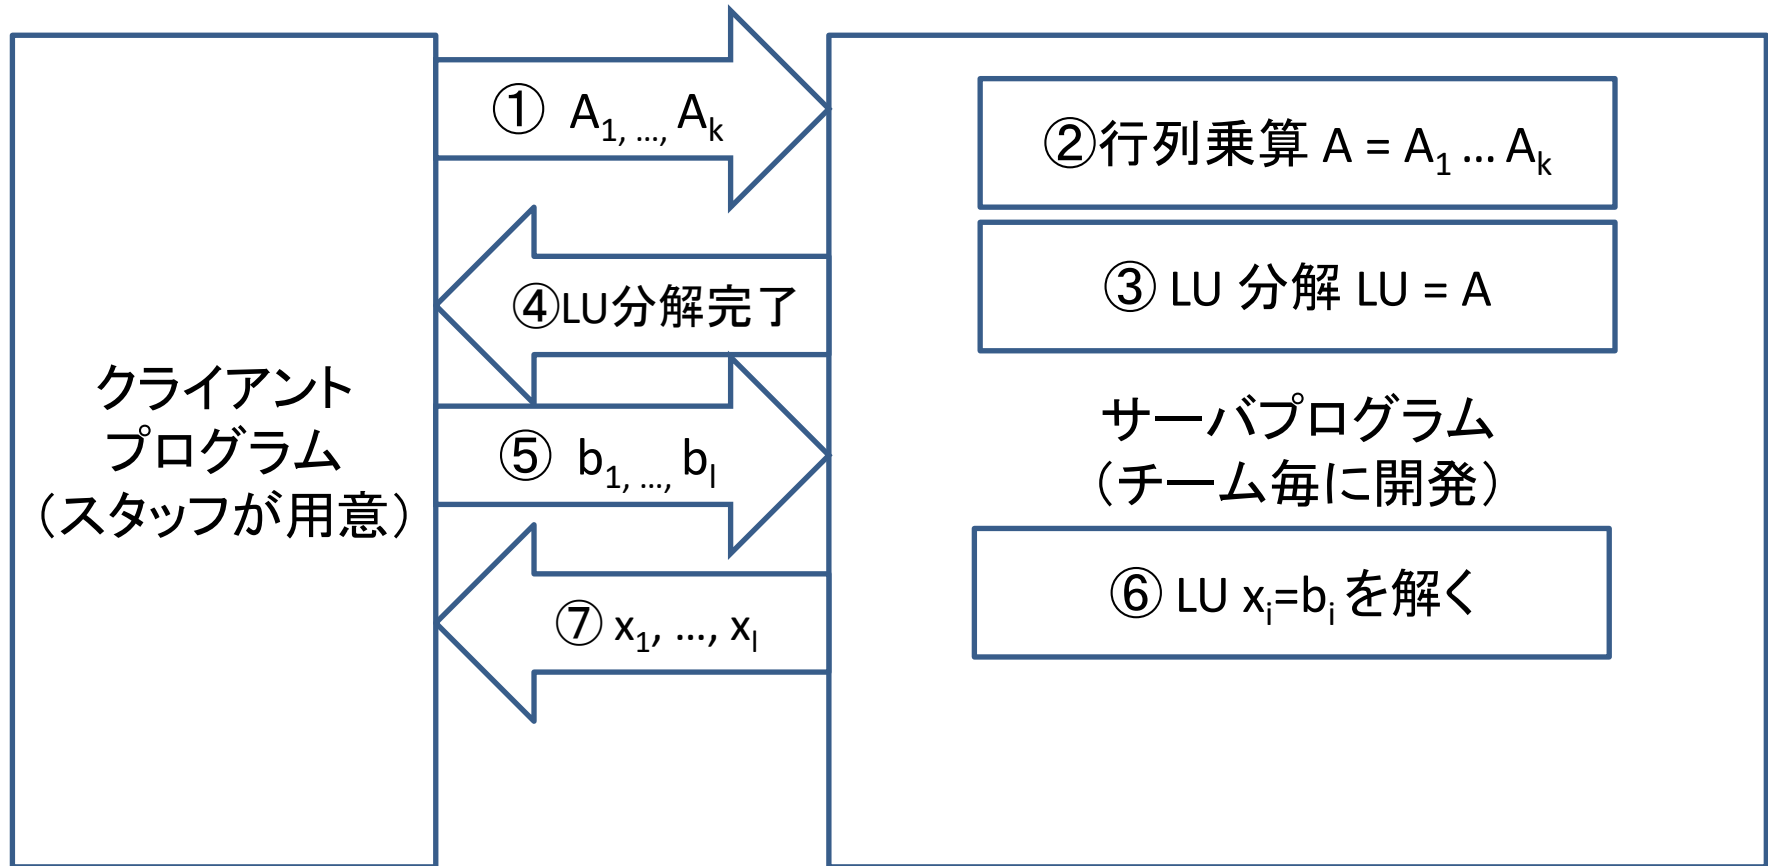 ① A1, ..., Ak
②行列乗算 A = A1 ... Ak
③ LU 分解 LU = A
④LU分解完了
クライアント
プログラム
（スタッフが用意）
サーバプログラム
（チーム毎に開発）
⑤ b1, ..., bl
⑥ LU xi=bi を解く
⑦ x1, ..., xl